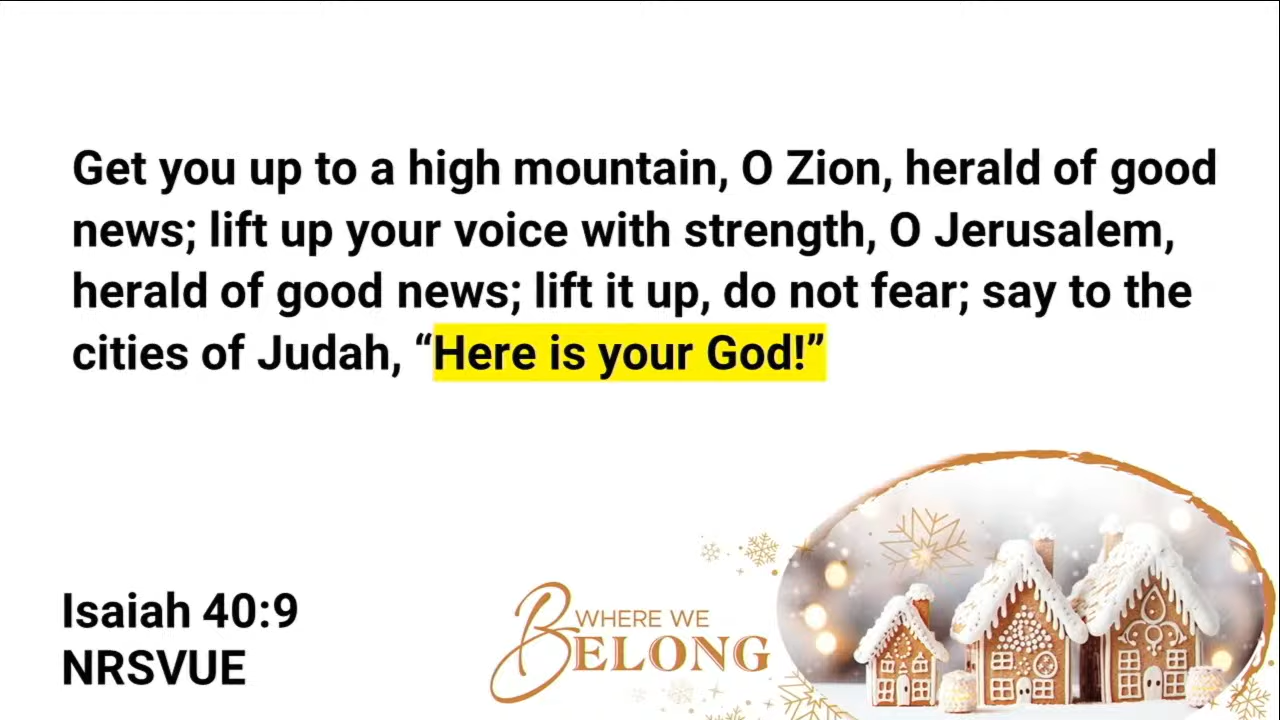 Get you up to a high mountain, O Zion, herald of good
news; lift up your voice with strength, O Jerusalem,
herald of good news; lift it up, do not fear; say to the
cities of Judah, “Here is your God!”
Isaiah 40:9
NRSVUE
WHERE WE
BELONG